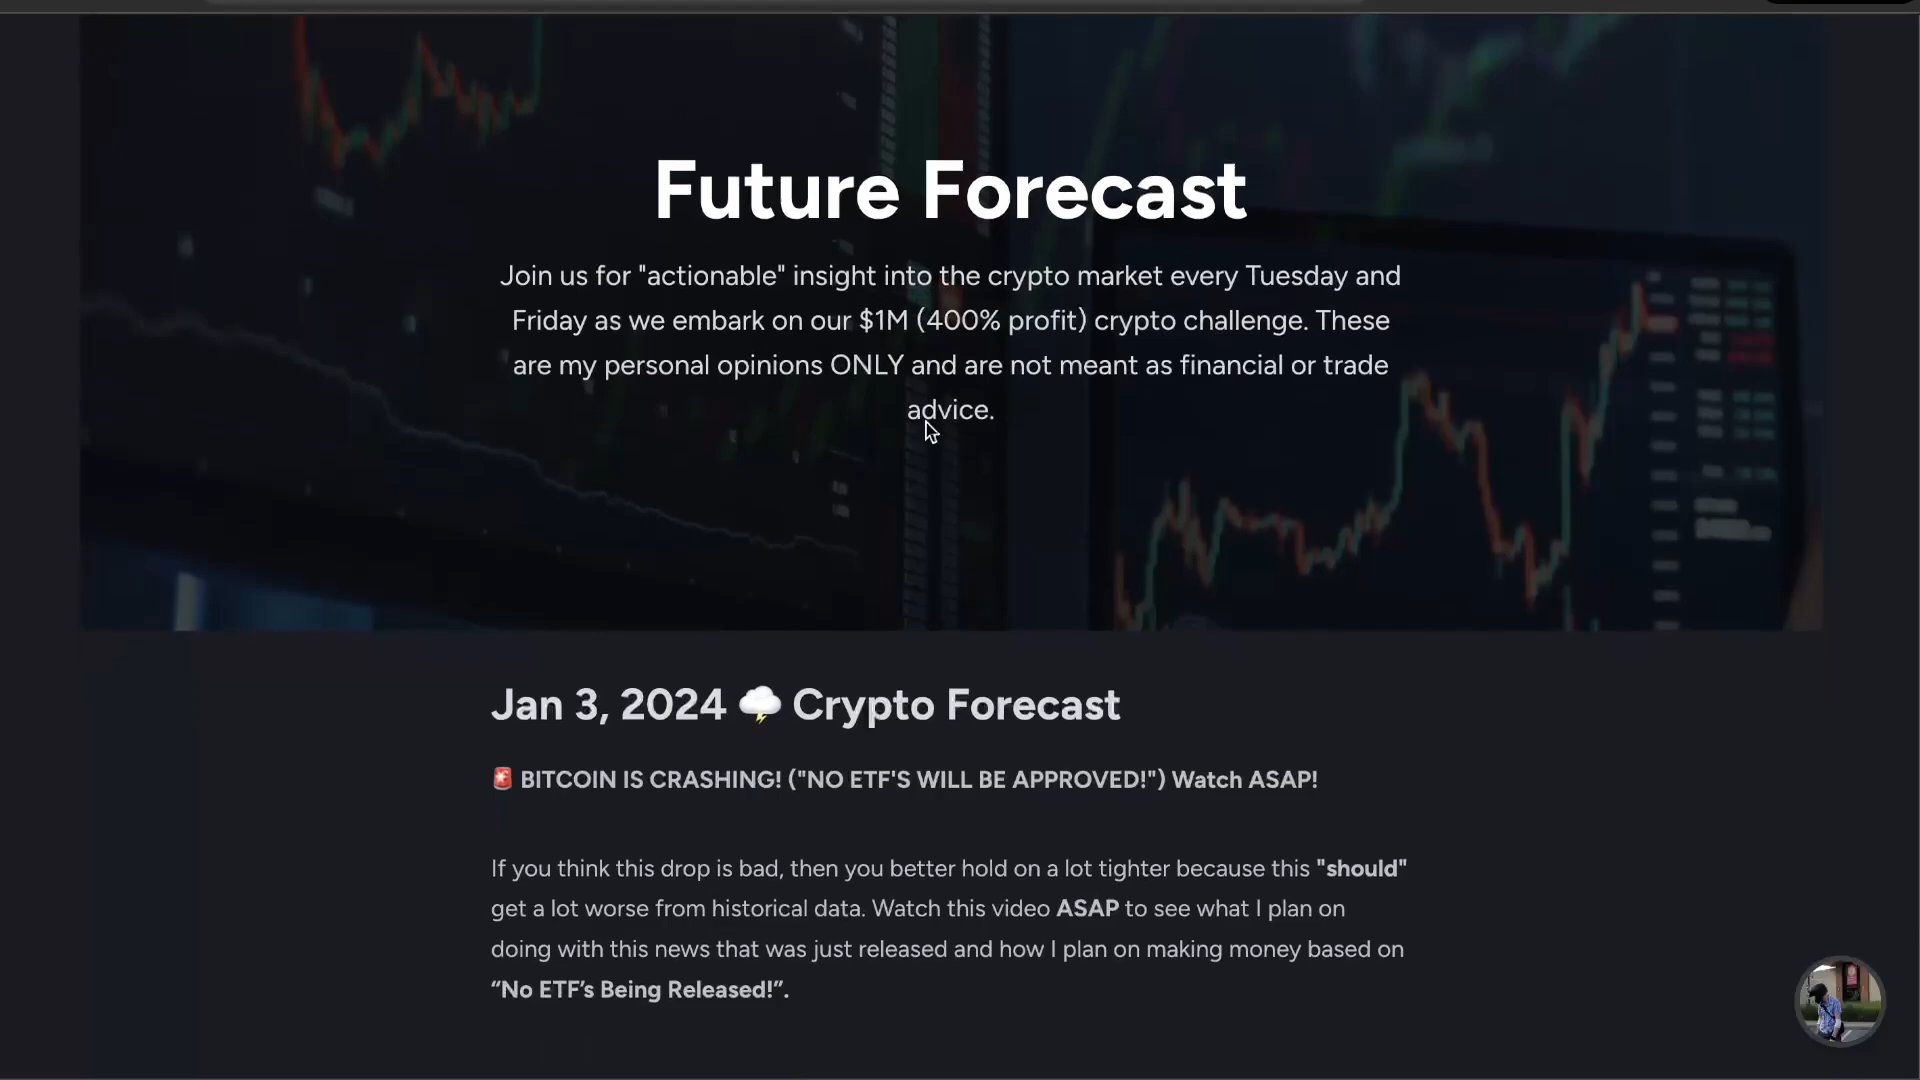 Future Forecast
Join us for "actionable" insight into the crypto market every Tuesday and
Friday as we embark on our $1M (400% profit) crypto challenge. These
are my personal opinions ONLY and are not meant as financial or trade
advice.
Jan 3, 2024 🌩️ Crypto Forecast
🚨 BITCOIN IS CRASHING! ("NO ETF'S WILL BE APPROVED!") Watch ASAP!
If you think this drop is bad, then you better hold on a lot tighter because this "should"
get a lot worse from historical data. Watch this video ASAP to see what I plan on
doing with this news that was just released and how I plan on making money based on
“No ETF’s Being Released!”.